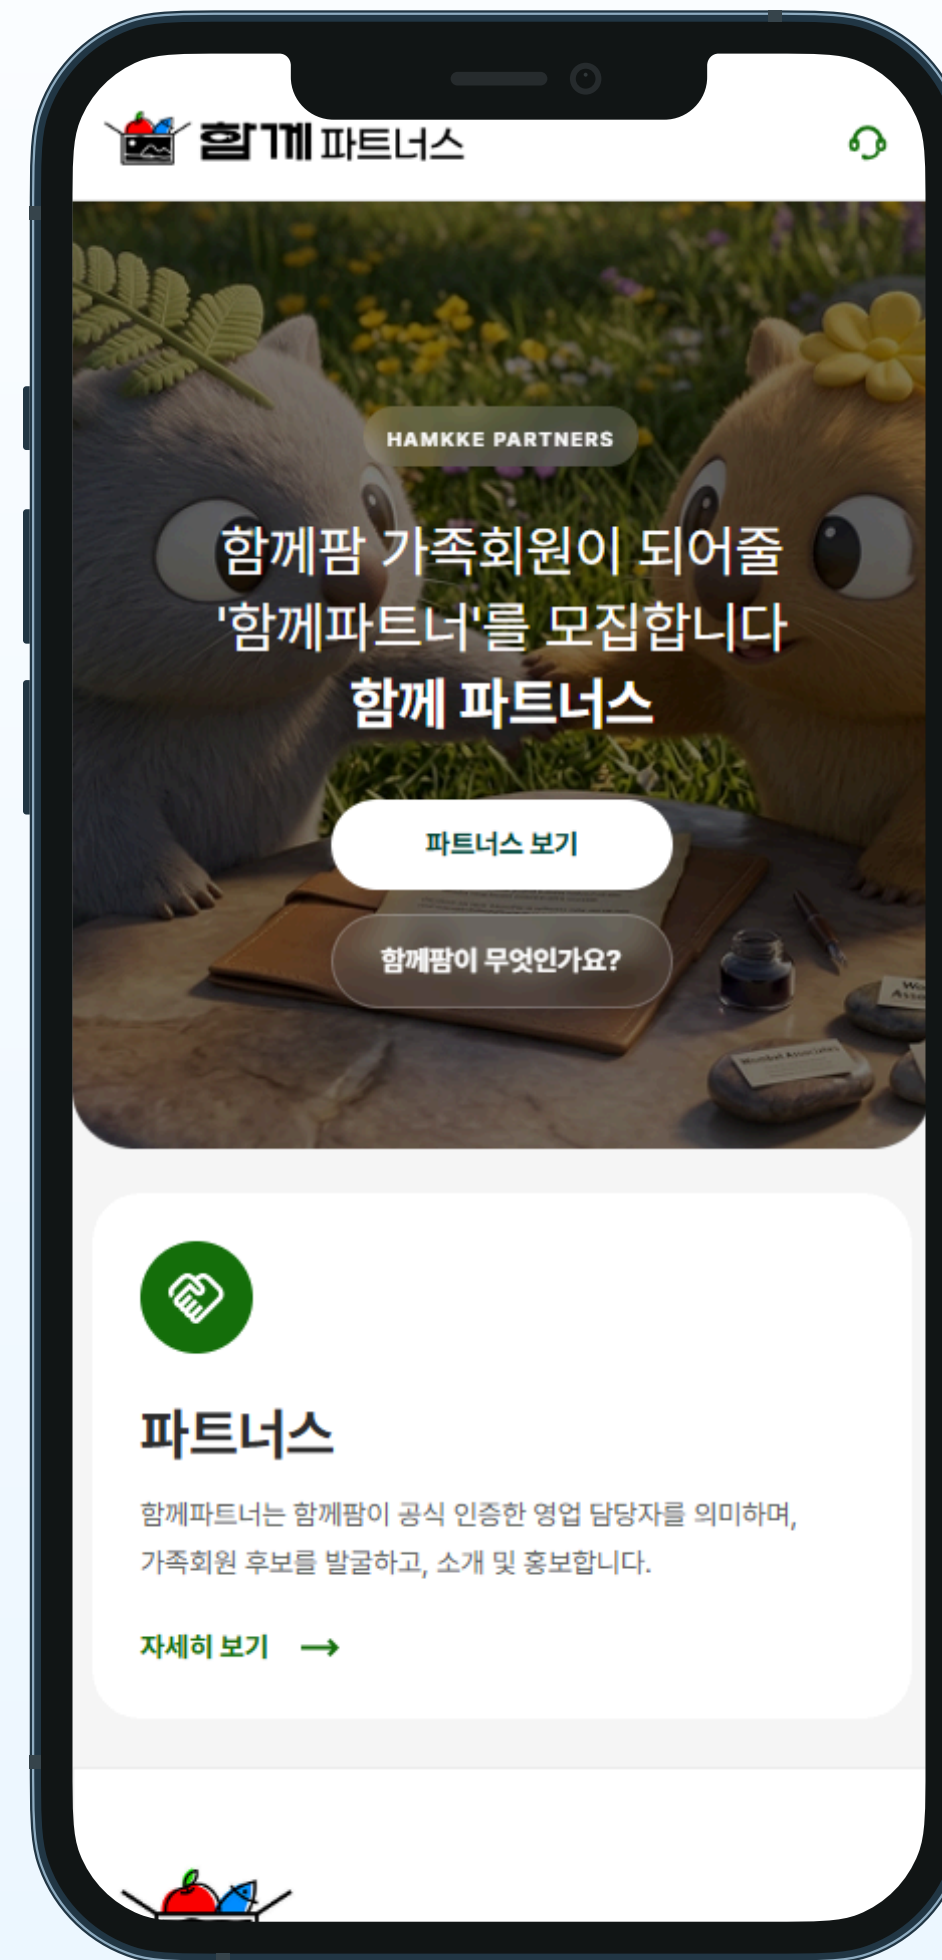 함께 파트너스
HAMKKE PARTNERS
함께팜 가족회원이 되어줄
'함께파트너'를 모집합니다
함께 파트너스
파트너스 보기
함께팜이 무엇인가요?
Wombat Associates
파트너스
함께파트너는 함께팜이 공식 인증한 영업 담당자를 의미하며,
가족회원 후보를 발굴하고, 소개 및 홍보합니다.
자세히 보기 →